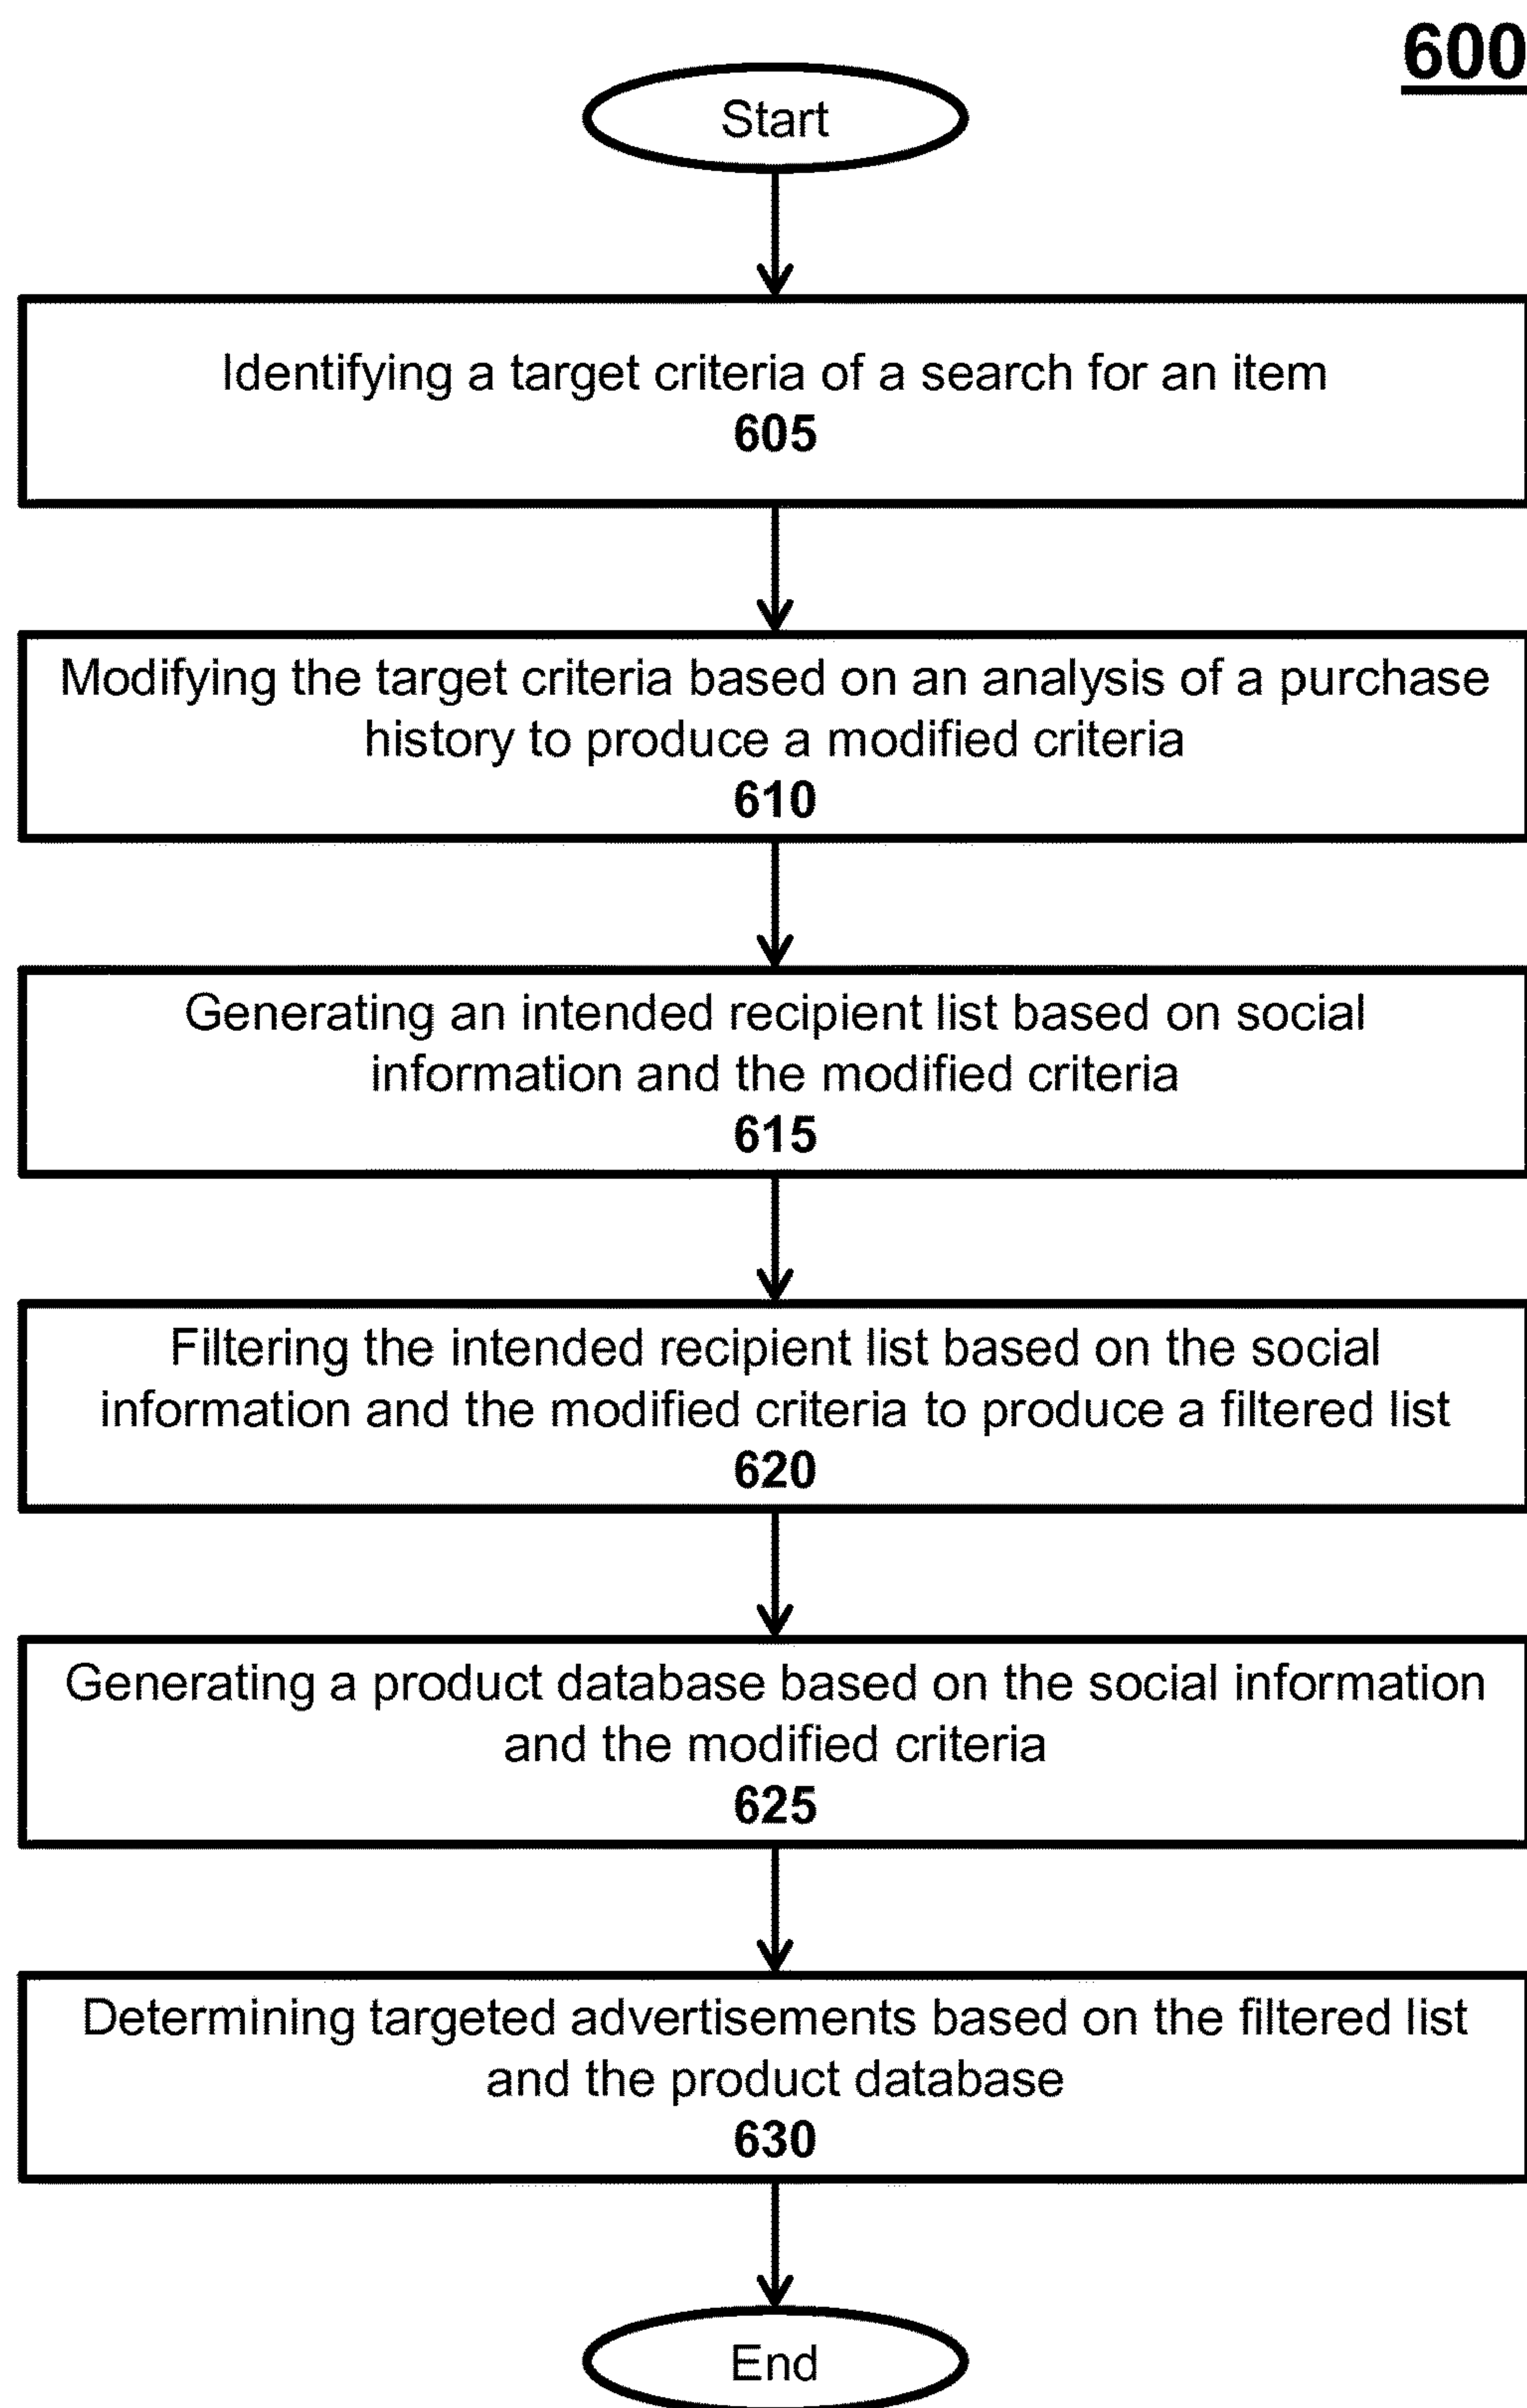 600
Start
Identifying a target criteria of a search for an item
605
Modifying the target criteria based on an analysis of a purchase
history to produce a modified criteria
610
Generating an intended recipient list based on social
information and the modified criteria
615
Filtering the intended recipient list based on the social
information and the modified criteria to produce a filtered list
620
Generating a product database based on the social information
and the modified criteria
625
Determining targeted advertisements based on the filtered list
and the product database
630
End